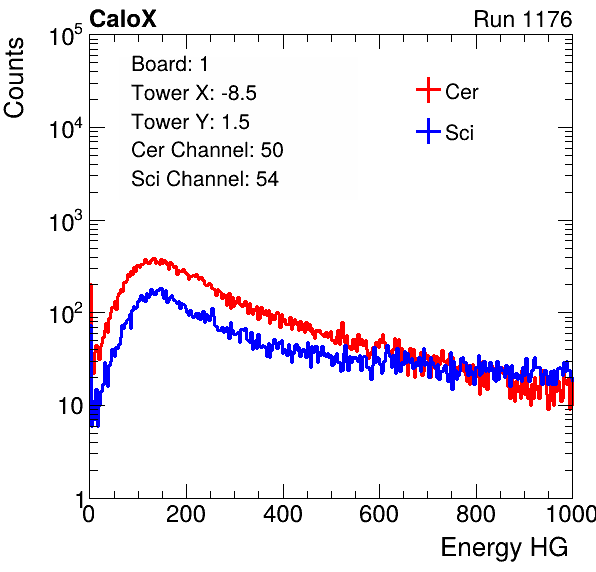 CaloX Run 1176
Counts
10^5
10^4
10^3
10^2
10
1
Board: 1
Tower X: -8.5
Tower Y: 1.5
Cer Channel: 50
Sci Channel: 54
Cer
Sci
0 200 400 600 800 1000
Energy HG